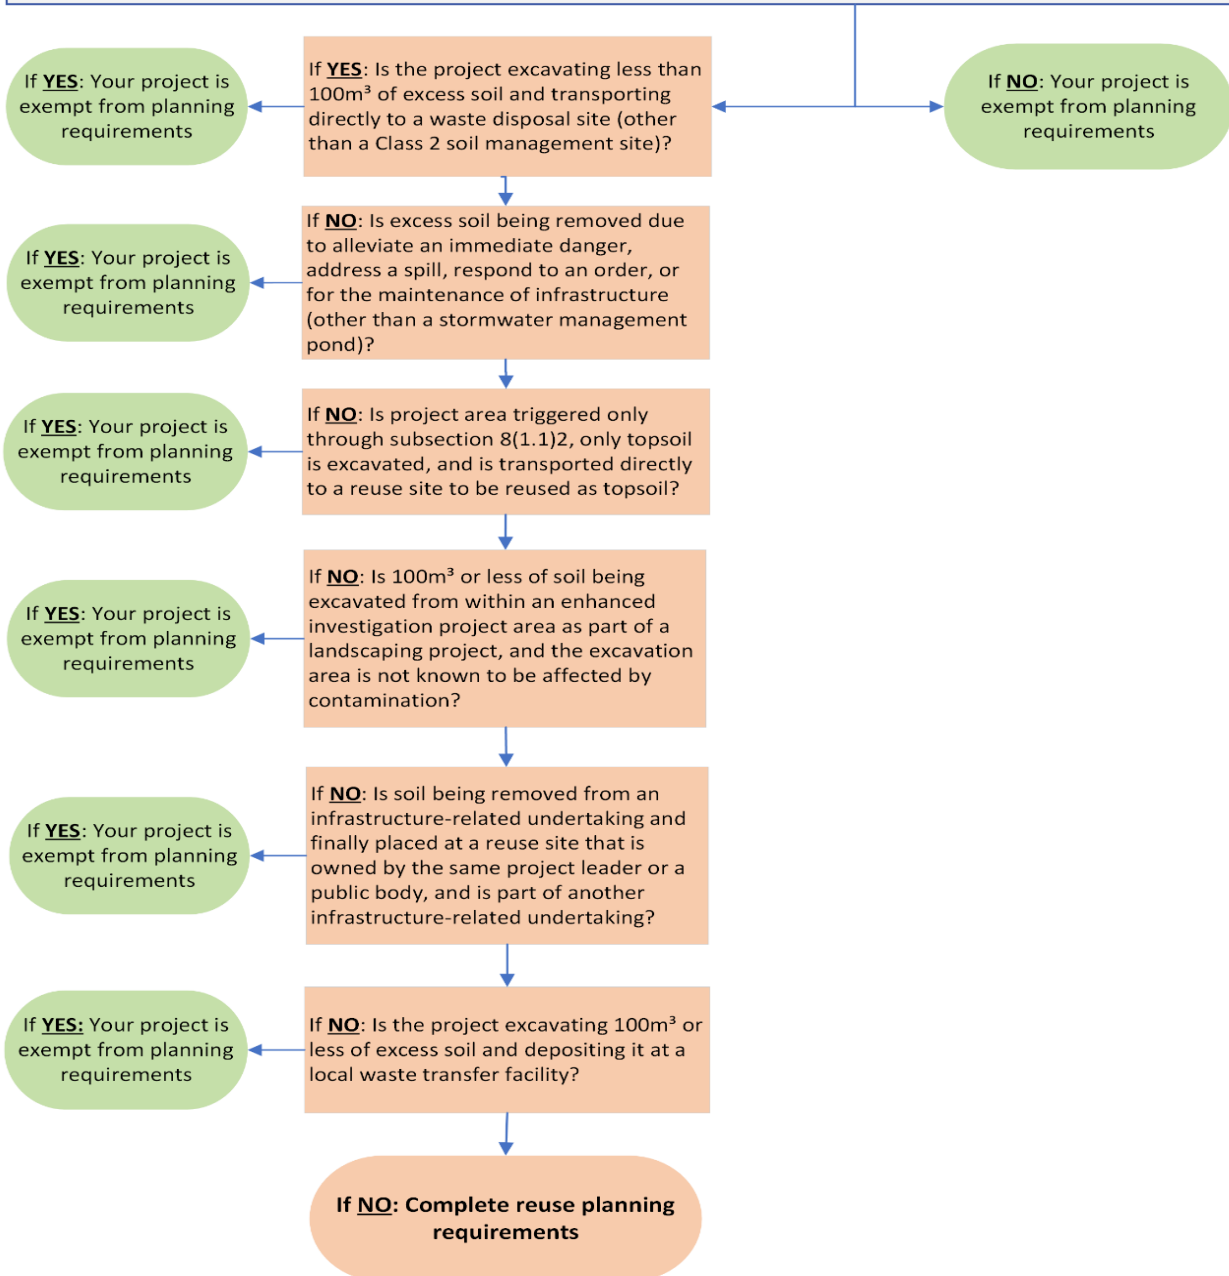 If YES: Your project is
exempt from planning
requirements
If YES: Is the project excavating less than
100m³ of excess soil and transporting
directly to a waste disposal site (other
than a Class 2 soil management site)?
If NO: Your project is
exempt from planning
requirements
If YES: Your project is
exempt from planning
requirements
If NO: Is excess soil being removed due
to alleviate an immediate danger,
address a spill, respond to an order, or
for the maintenance of infrastructure
(other than a stormwater management
pond)?
If YES: Your project is
exempt from planning
requirements
If NO: Is project area triggered only
through subsection 8(1.1)2, only topsoil
is excavated, and is transported directly
to a reuse site to be reused as topsoil?
If YES: Your project is
exempt from planning
requirements
If NO: Is 100m³ or less of soil being
excavated from within an enhanced
investigation project area as part of a
landscaping project, and the excavation
area is not known to be affected by
contamination?
If YES: Your project is
exempt from planning
requirements
If NO: Is soil being removed from an
infrastructure-related undertaking and
finally placed at a reuse site that is
owned by the same project leader or a
public body, and is part of another
infrastructure-related undertaking?
If YES: Your project is
exempt from planning
requirements
If NO: Is the project excavating 100m³ or
less of excess soil and depositing it at a
local waste transfer facility?
If NO: Complete reuse planning
requirements